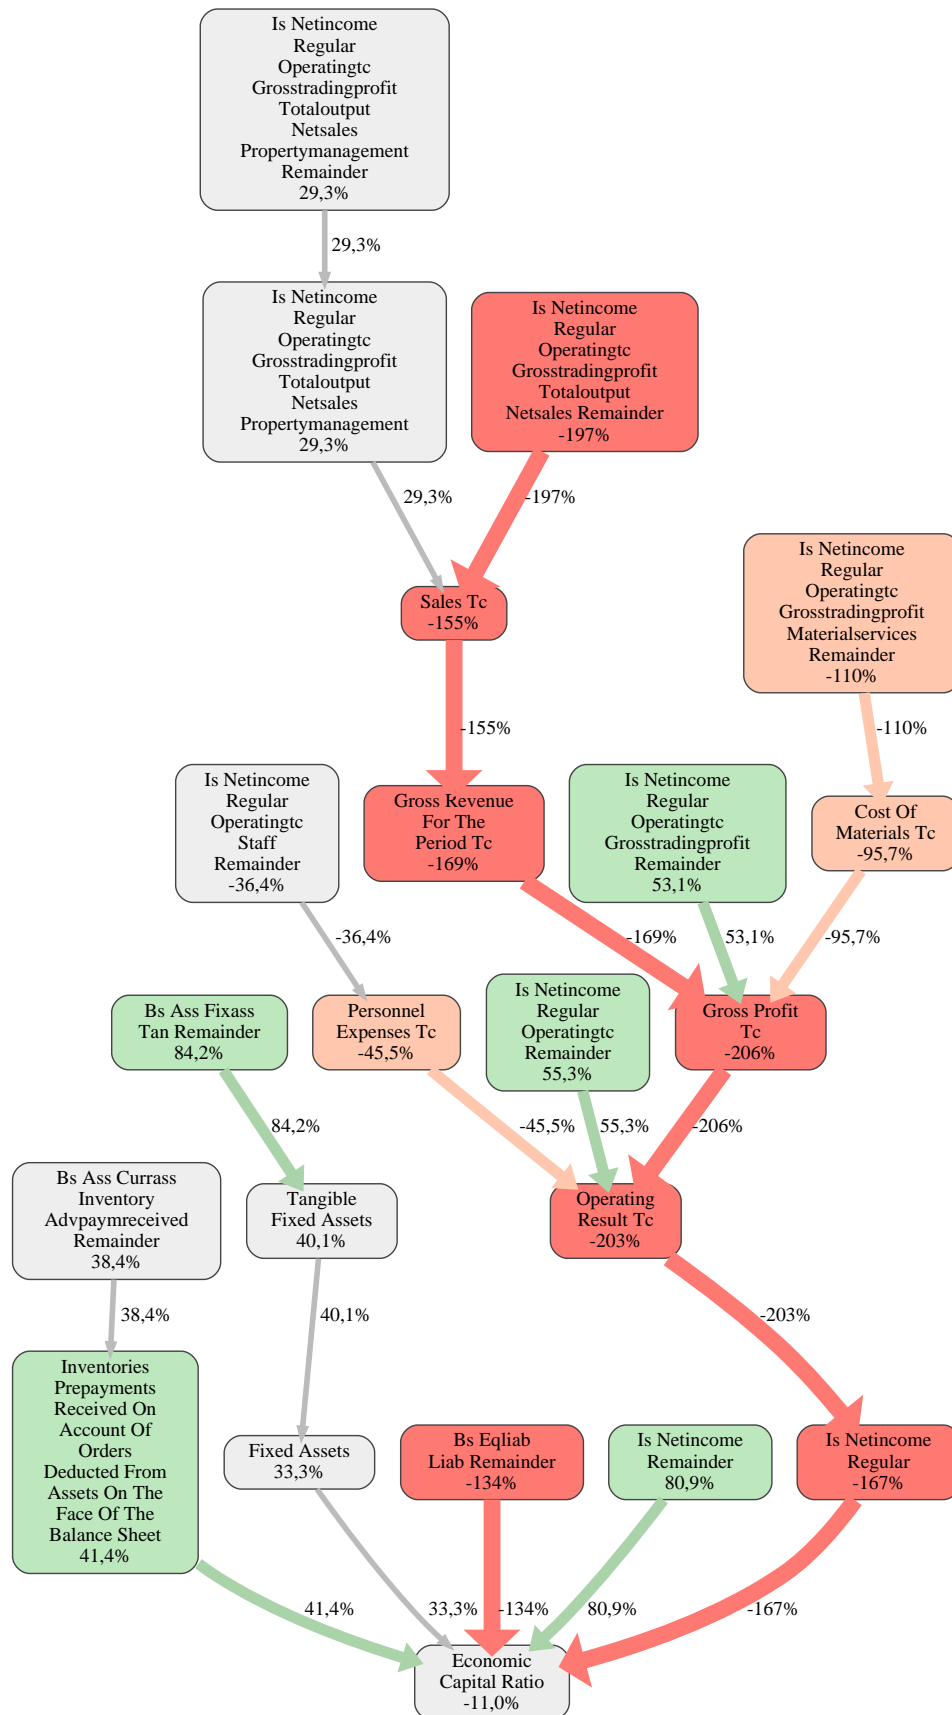 Is Netincome
Regular
Operatingtc
Grosstradingprofit
Totaloutput
Netsales
Propertymanagement
Remainder
29,3%
29,3%
Is Netincome
Regular
Operatingtc
Grosstradingprofit
Totaloutput
Netsales
Propertymanagement
29,3%
Is Netincome
Regular
Operatingtc
Grosstradingprofit
Totaloutput
Netsales Remainder
-197%
29,3%
-197%
Is Netincome
Regular
Operatingtc
Grosstradingprofit
Materialservices
Remainder
-110%
Sales Tc
-155%
-155%
-110%
Is Netincome
Regular
Operatingtc
Staff
Remainder
-36,4%
Gross Revenue
For The
Period Tc
-169%
Is Netincome
Regular
Operatingtc
Grosstradingprofit
Remainder
53,1%
Cost Of
Materials Tc
-95,7%
-36,4%
-169%
53,1%
-95,7%
Bs Ass Fixass
Tan Remainder
84,2%
Personnel
Expenses Tc
-45,5%
Is Netincome
Regular
Operatingtc
Remainder
55,3%
Gross Profit
Tc
-206%
84,2%
-45,5%
55,3%
-206%
Bs Ass Currass
Inventory
Advpaymreceived
Remainder
38,4%
Tangible
Fixed Assets
40,1%
Operating
Result Tc
-203%
38,4%
40,1%
-203%
Inventories
Prepayments
Received On
Account Of
Orders
Deducted From
Assets On The
Face Of The
Balance Sheet
41,4%
Fixed Assets
33,3%
Bs Eqliab
Liab Remainder
-134%
Is Netincome
Remainder
80,9%
Is Netincome
Regular
-167%
41,4%
33,3%
-134%
80,9%
-167%
Economic
Capital Ratio
-11,0%